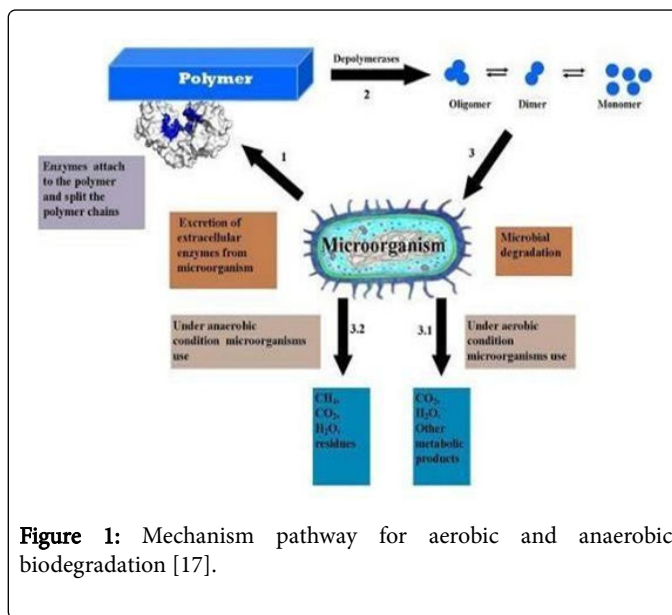 Polymer
Depolymerases
2
Oligomer
Dimer
Monomer
1
3
Enzymes attach
to the polymer
and split the
polymer chains
Excretion of
extracellular
enzymes from
microorganism
Microorganism
Microbial
degradation
Under anaerobic
condition microorganisms
use
3.2
3.1
Under aerobic
condition
microorganisms use
CH₄,
CO₂,
H₂O,
residues
CO₂,
H₂O,
Other
metabolic
products
Figure 1: Mechanism pathway for aerobic and anaerobic
biodegradation [17].